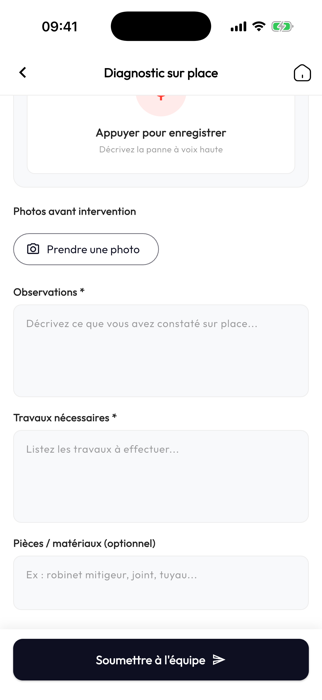 09:41
Diagnostic sur place
Appuyer pour enregistrer
Décrivez la panne à voix haute
Photos avant intervention
Prendre une photo
Observations *
Décrivez ce que vous avez constaté sur place...
Travaux nécessaires *
Listez les travaux à effectuer...
Pièces / matériaux (optionnel)
Ex : robinet mitigeur, joint, tuyau...
Soumettre à l'équipe